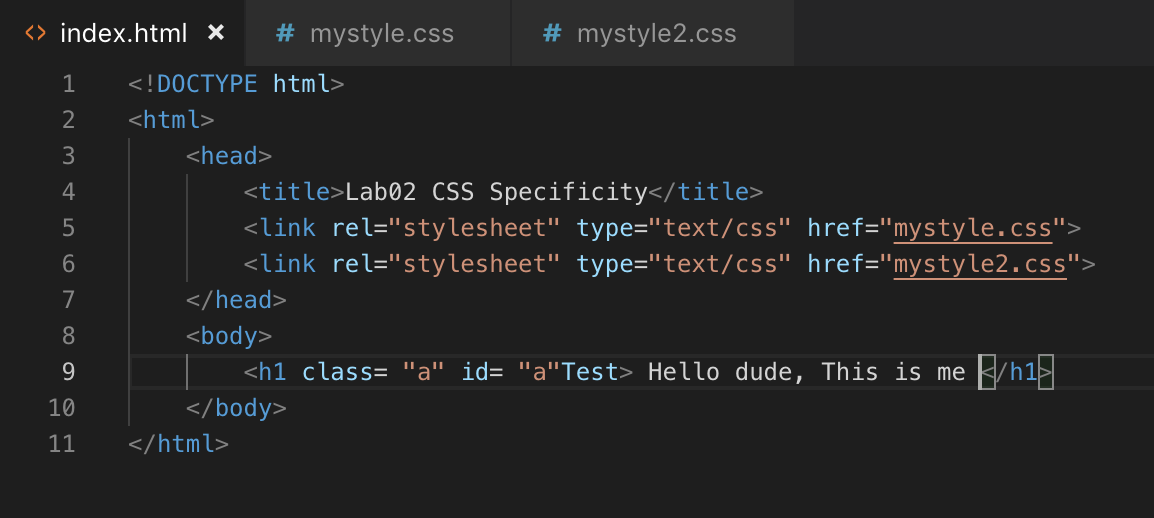 <> index.html × # mystyle.css # mystyle2.css
1 <!DOCTYPE html>
2 <html>
3 <head>
4 <title>Lab02 CSS Specificity</title>
5 <link rel="stylesheet" type="text/css" href="mystyle.css">
6 <link rel="stylesheet" type="text/css" href="mystyle2.css">
7 </head>
8 <body>
9 <h1 class= "a" id= "a"Test> Hello dude, This is me </h1>
10 </body>
11 </html>